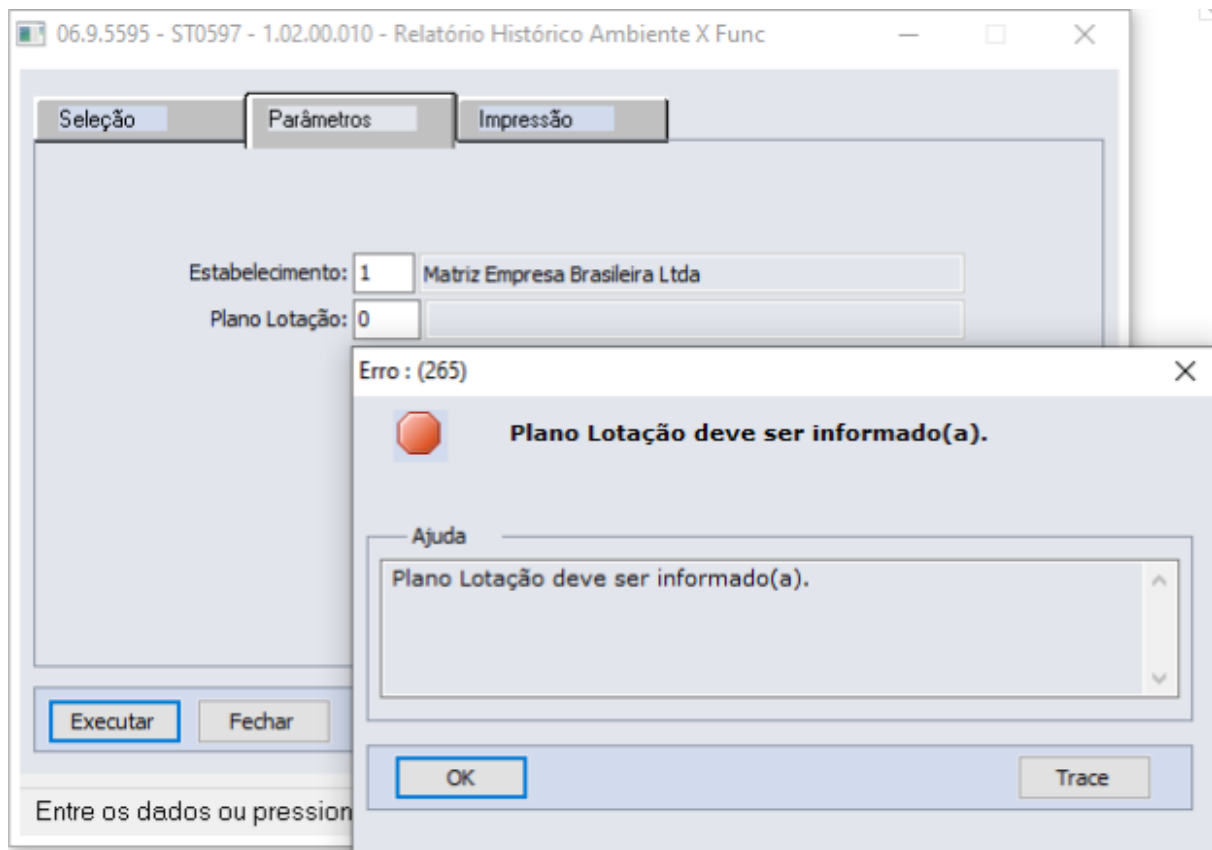 06.9.5595 - ST0597 - 1.02.00.010 - Relatório Histórico Ambiente X Func
Seleção
Parâmetros
Impressão
Estabelecimento: 1 Matriz Empresa Brasileira Ltda
Plano Lotação: 0
Erro : (265)
Plano Lotação deve ser informado(a).
Ajuda
Plano Lotação deve ser informado(a).
Executar
Fechar
OK
Trace
Entre os dados ou pression